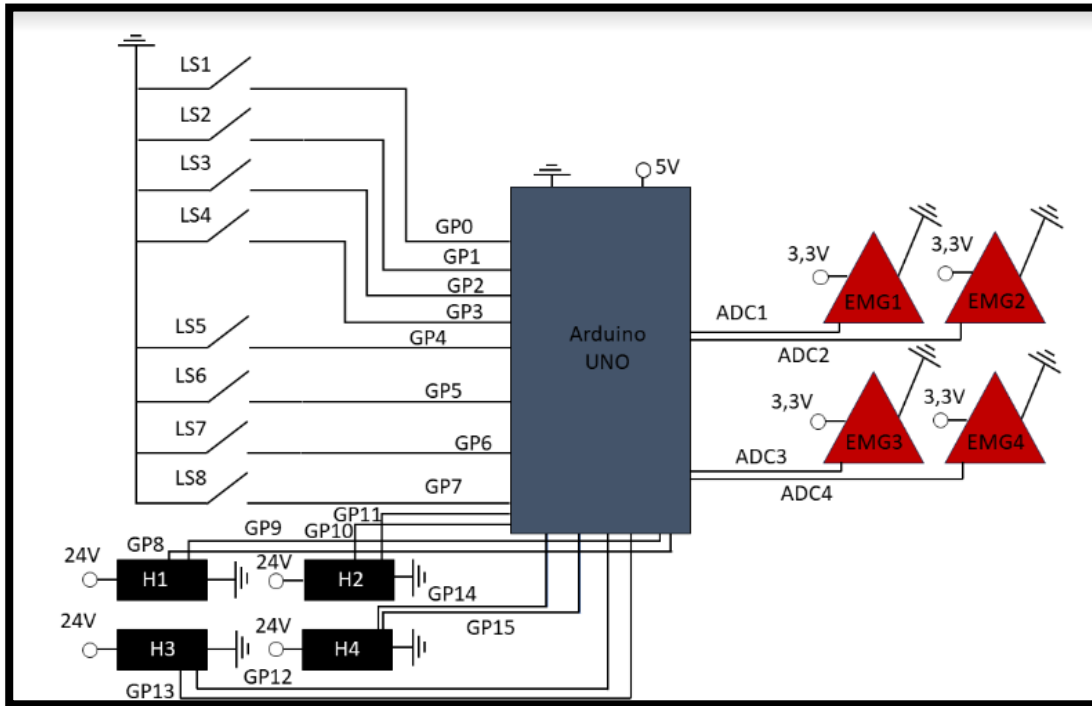 LS1
LS2
LS3
LS4
LS5
LS6
LS7
LS8
GP0
GP1
GP2
GP3
GP4
GP5
GP6
GP7
5V
Arduino
UNO
3,3V
EMG1
3,3V
EMG2
ADC1
ADC2
3,3V
EMG3
3,3V
EMG4
ADC3
ADC4
GP11
GP9
GP10
GP8
24V
H1
24V
H2
GP14
GP15
24V
H3
24V
H4
GP12
GP13